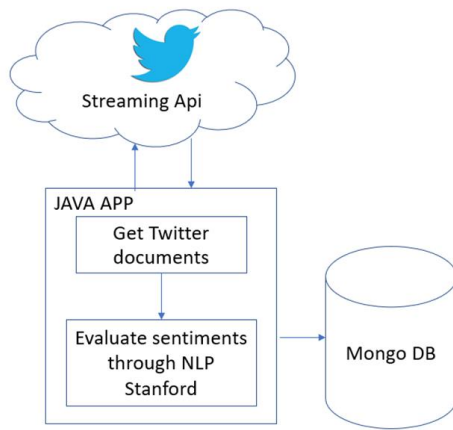 Streaming Api
JAVA APP
Get Twitter
documents
Evaluate sentiments
through NLP
Stanford
Mongo DB